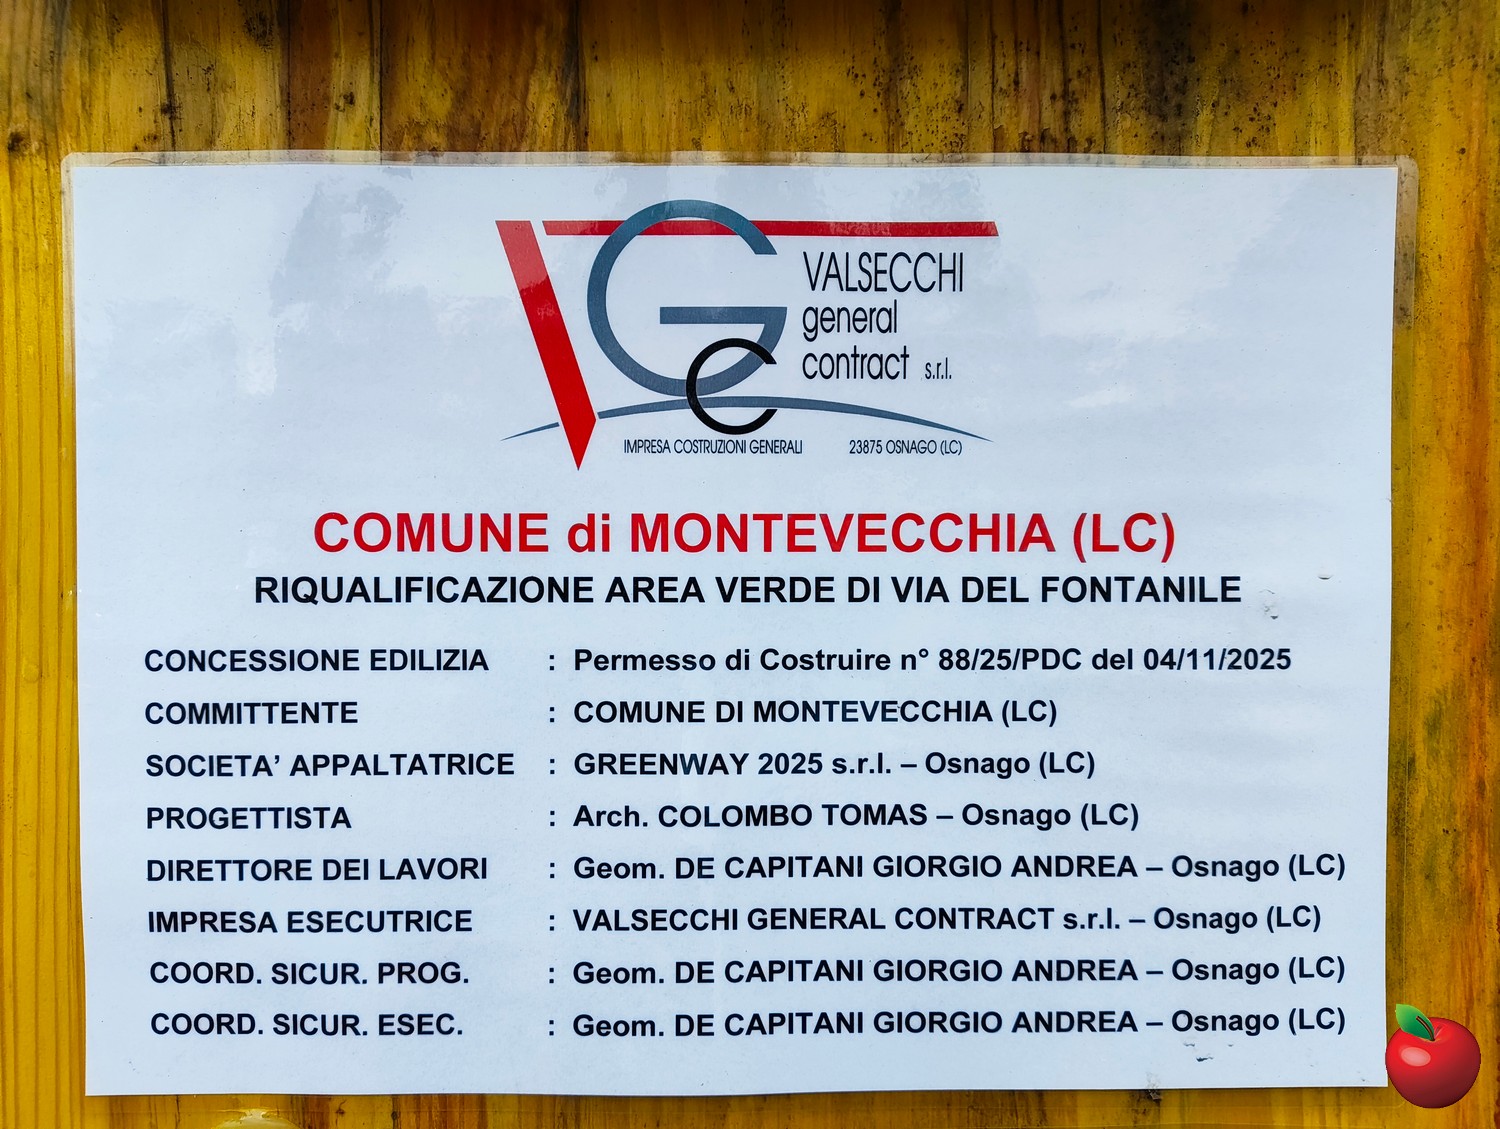 VALSECCHI
general
contract s.r.l.
IMPRESA COSTRUZIONI GENERALI 23875 OSNAGO (LC)
COMUNE di MONTEVECCHIA (LC)
RIQUALIFICAZIONE AREA VERDE DI VIA DEL FONTANILE
CONCESSIONE EDILIZIA : Permesso di Costruire n° 88/25/PDC del 04/11/2025
COMMITTENTE : COMUNE DI MONTEVECCHIA (LC)
SOCIETA’ APPALTATRICE : GREENWAY 2025 s.r.l. – Osnago (LC)
PROGETTISTA : Arch. COLOMBO TOMAS – Osnago (LC)
DIRETTORE DEI LAVORI : Geom. DE CAPITANI GIORGIO ANDREA – Osnago (LC)
IMPRESA ESECUTRICE : VALSECCHI GENERAL CONTRACT s.r.l. – Osnago (LC)
COORD. SICUR. PROG. : Geom. DE CAPITANI GIORGIO ANDREA – Osnago (LC)
COORD. SICUR. ESEC. : Geom. DE CAPITANI GIORGIO ANDREA – Osnago (LC)